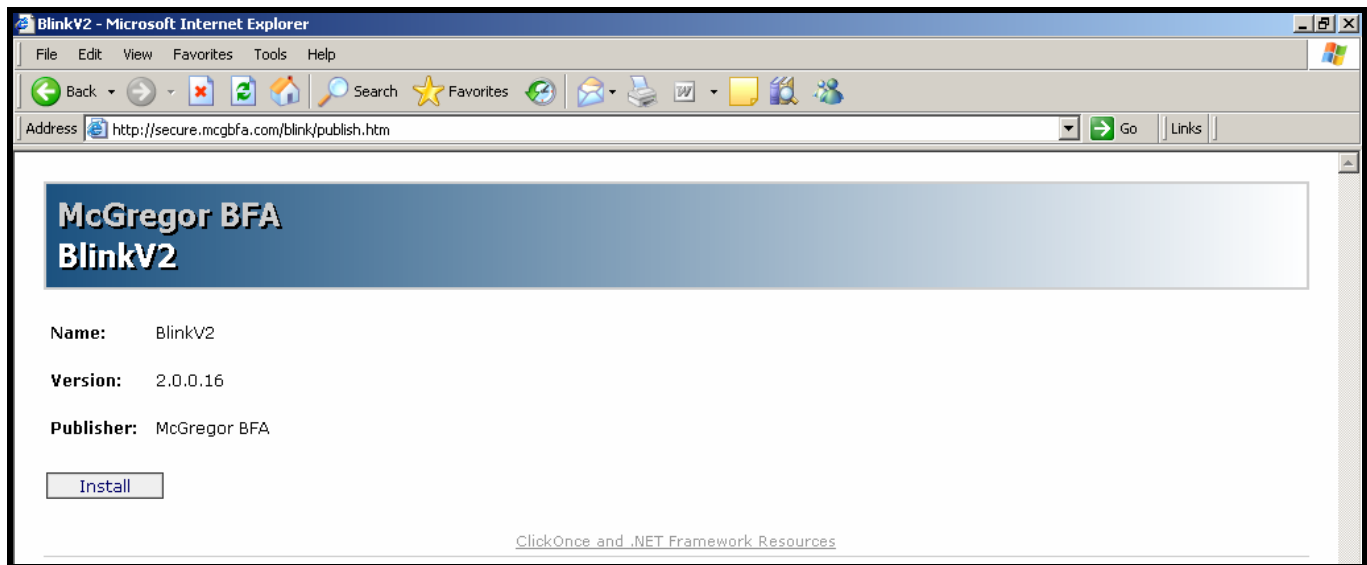 BlinkV2 - Microsoft Internet Explorer
File Edit View Favorites Tools Help
Back Search Favorites
Address http://secure.mcgbfa.com/blink/publish.htm Go Links
McGregor BFA
BlinkV2
Name: BlinkV2
Version: 2.0.0.16
Publisher: McGregor BFA
Install
ClickOnce and .NET Framework Resources